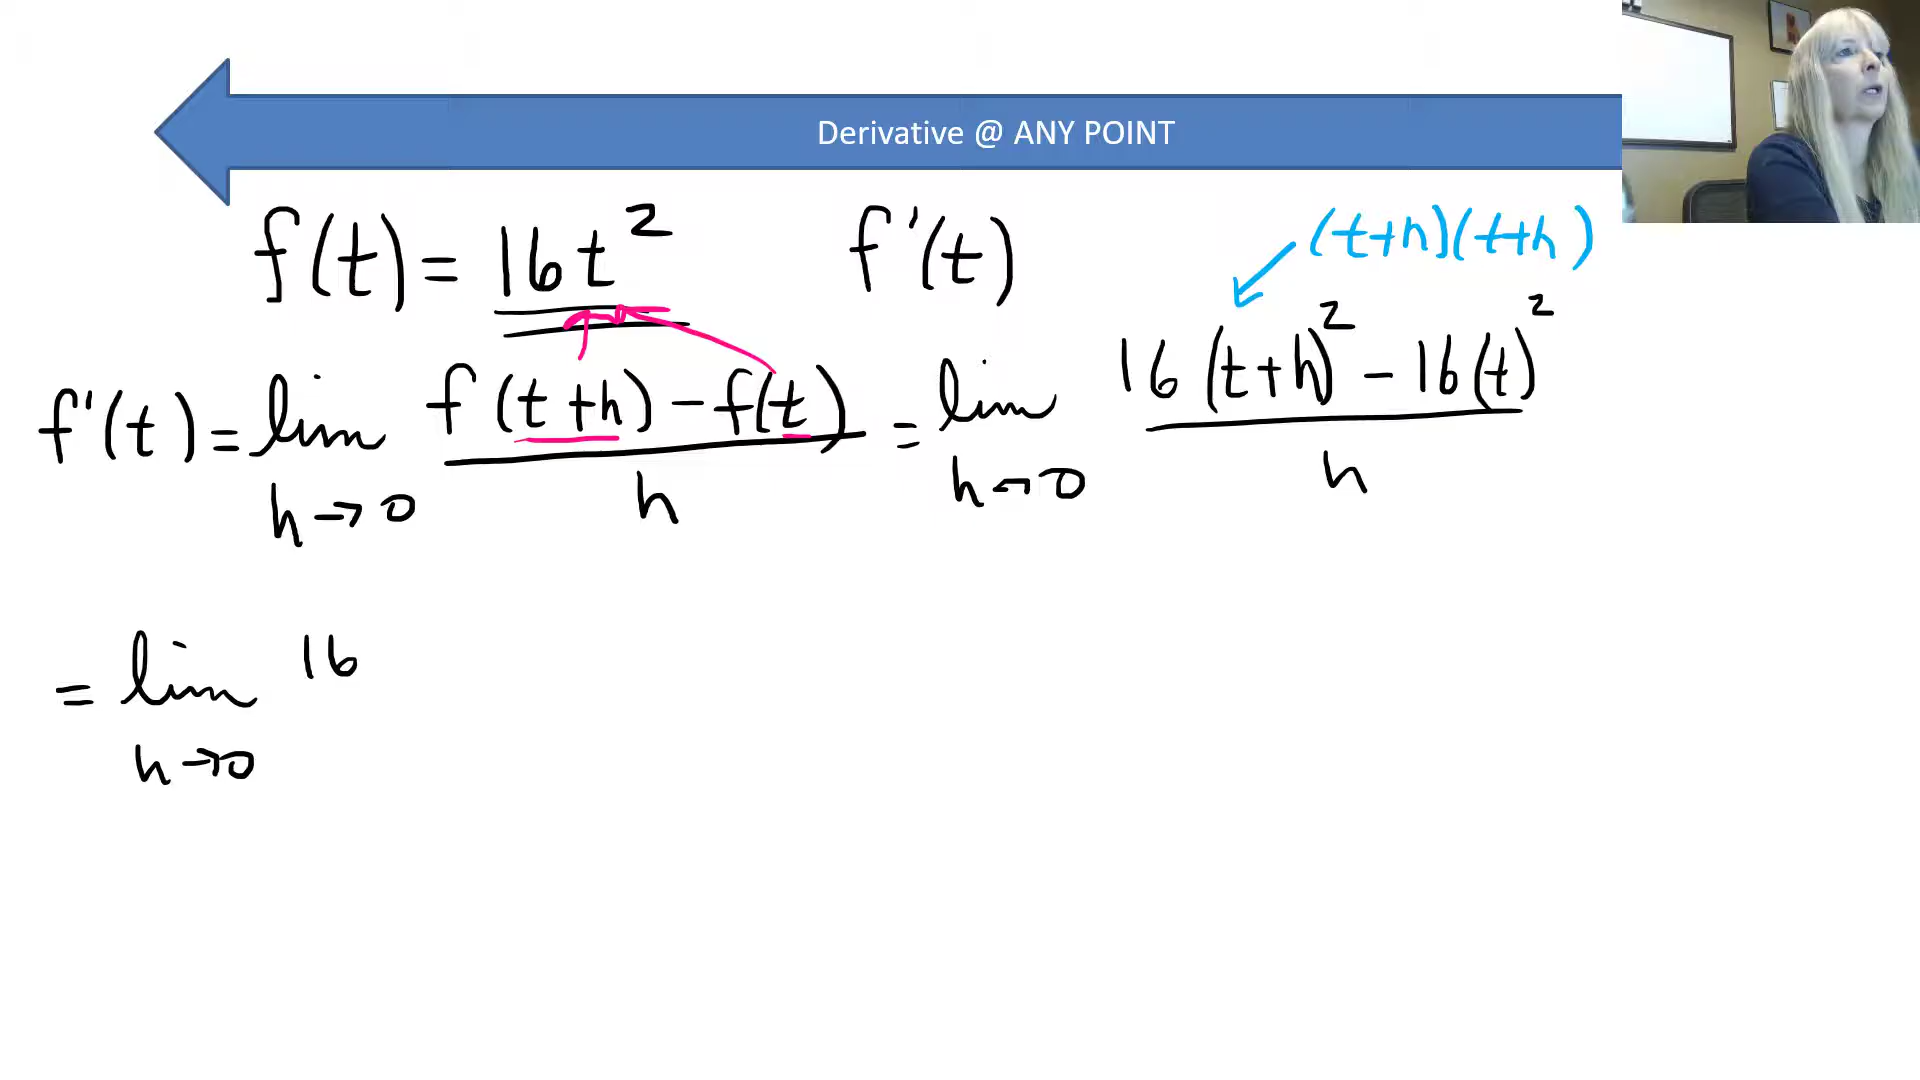 Derivative @ ANY POINT
f(t) = 16t² f'(t) (t+h)(t+h)
f'(t) = lim h→0 f(t+h) - f(t) / h = lim h→0 16(t+h)² - 16(t)² / h
= lim h→0 16